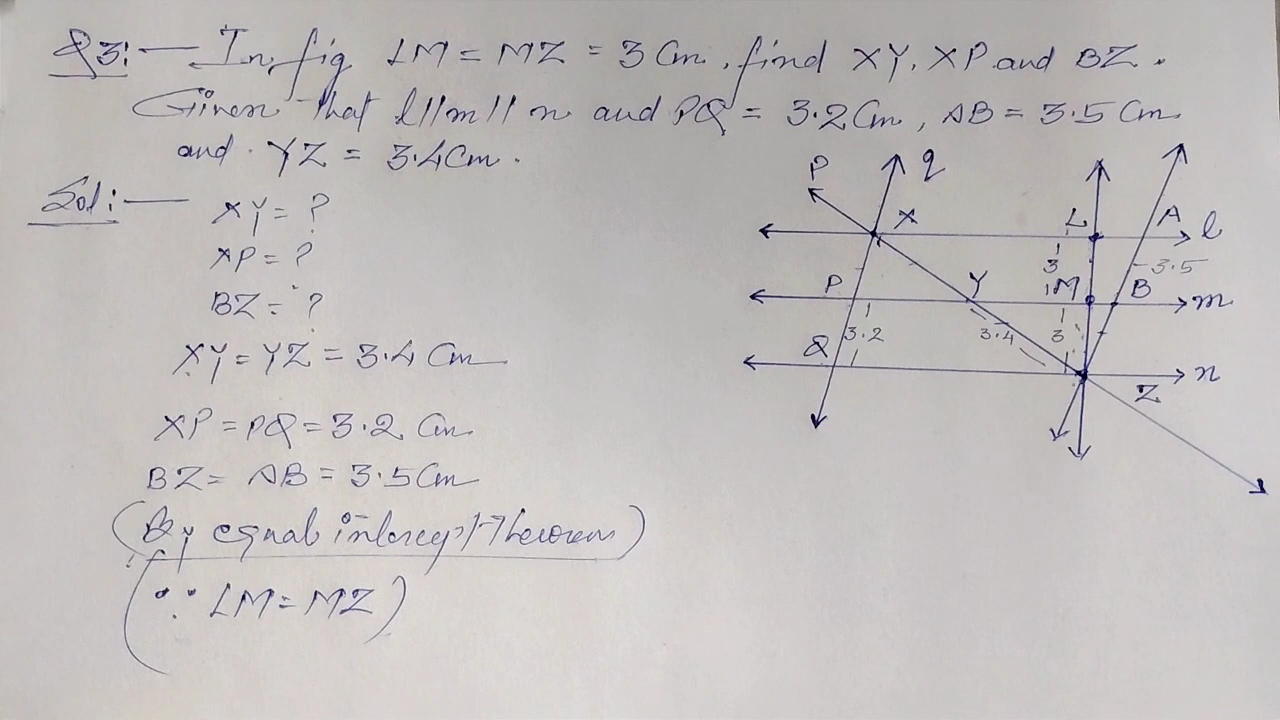 Q3:— In fig LM = MZ = 3 Cm, find XY, XP and BZ.
Given that l||m||n and PQ = 3.2 Cm, AB = 3.5 Cm
and YZ = 3.4 Cm.
Sol:— XY = ?
XP = ?
BZ = ?
XY = YZ = 3.4 Cm
XP = PQ = 3.2 Cm
BZ = AB = 3.5 Cm
(By equal intercept Theorem)
(∵ LM = MZ)
P q
X L A l
3 3.5
P Y M B m
3.2 3.4 3
Q Z n